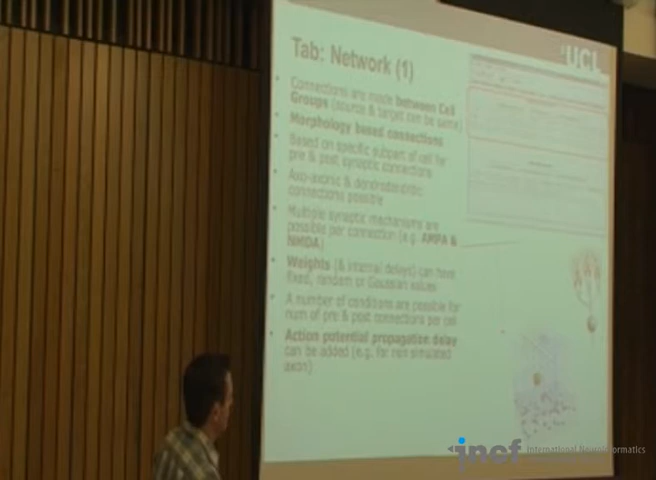 UCL
Tab: Network (1)
Connections are made between Cell
Groups (source & target can be same)
Morphology based connections
Based on specific subpart of cell for
pre & post synaptic connections
Axo-axonic & dendrodendritic
connections possible
Multiple synaptic mechanisms are
possible per connection (e.g. AMPA &
NMDA)
Weights (& internal delays) can have
fixed, random or Gaussian values
A number of conditions are possible for
num of pre & post connections per cell
Action potential propagation delay
can be added (e.g. for non simulated
axon)
incf International Neuroinformatics